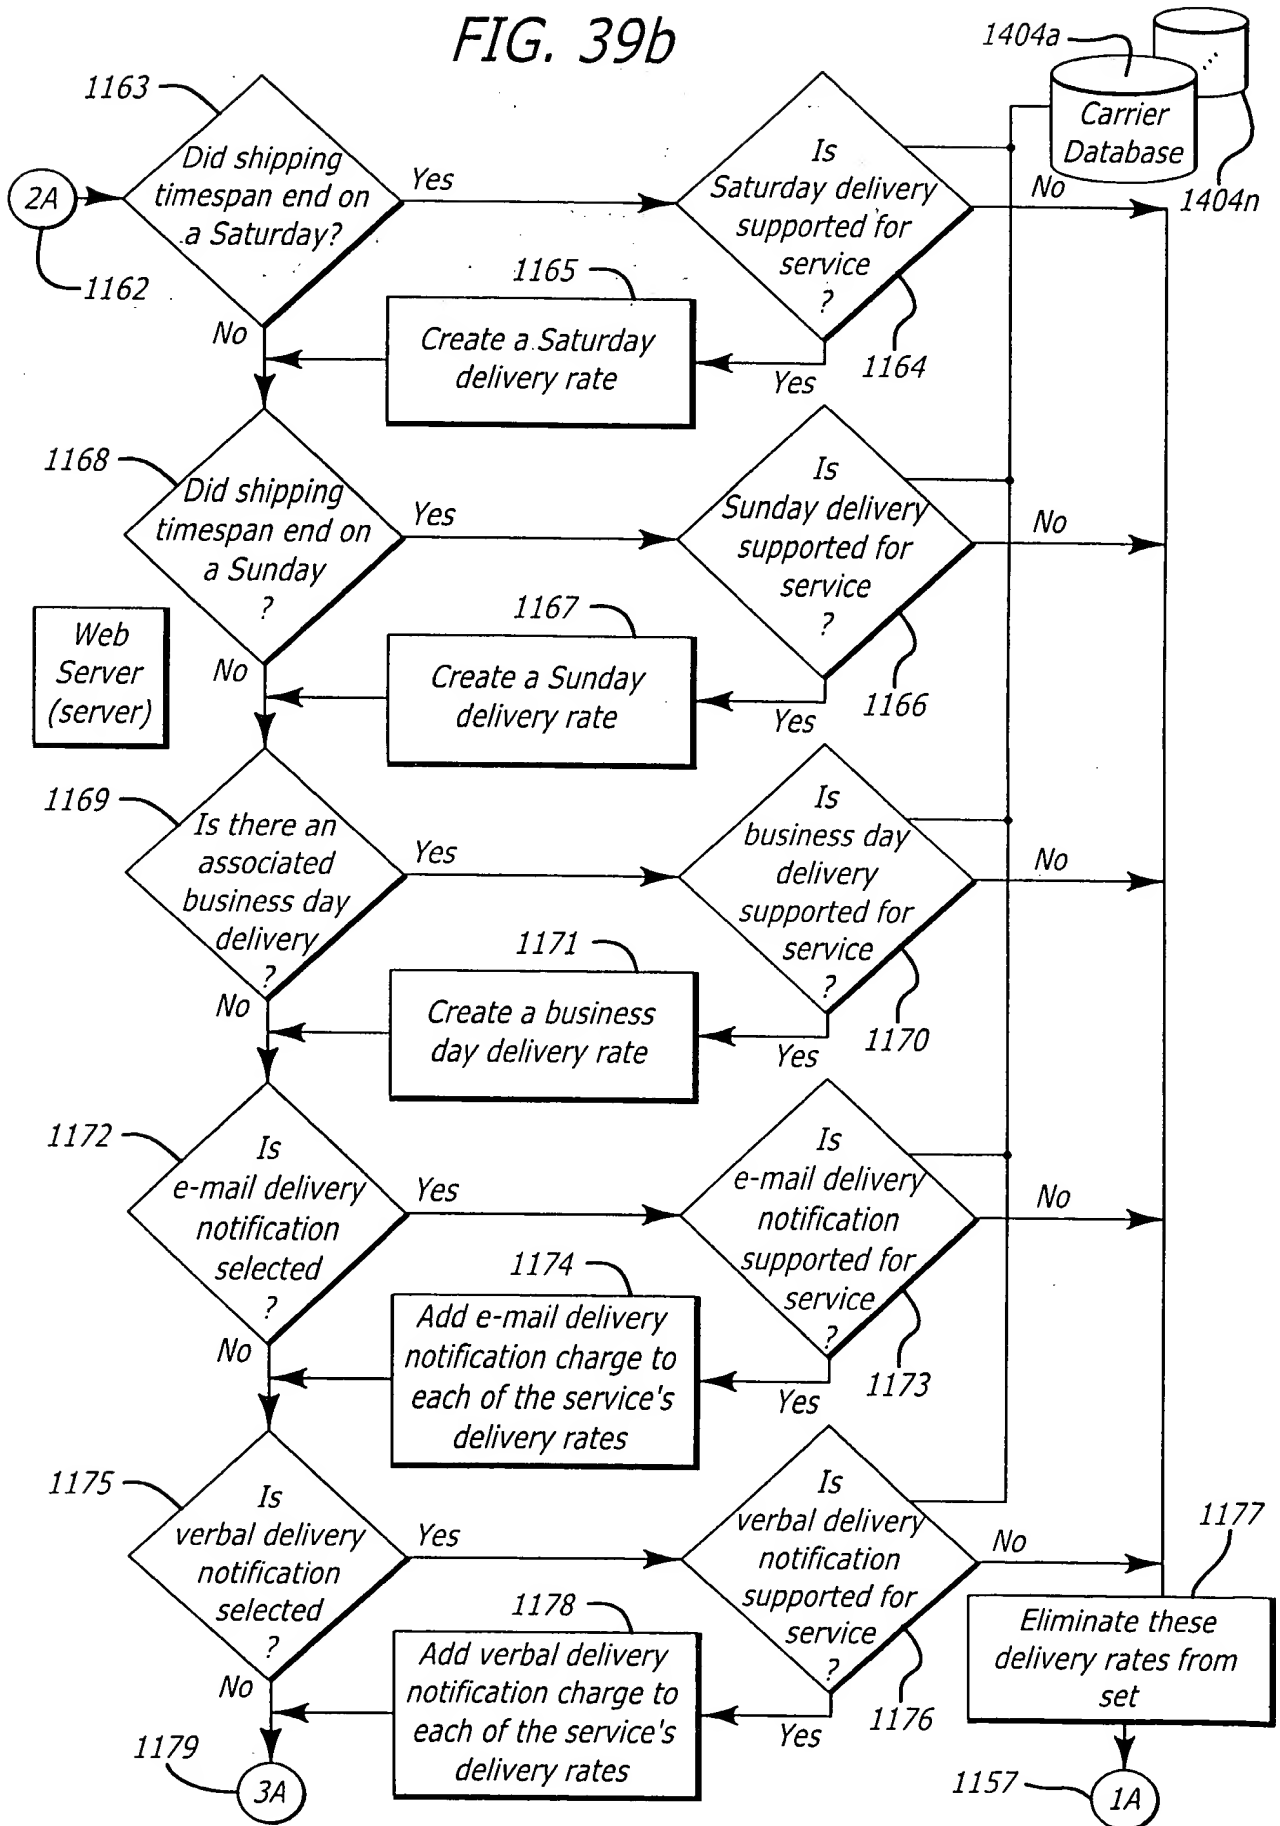 FIG. 39b
1404a
Carrier
Database
1404n
1163
Did shipping
timespan end on
a Saturday?
2A
1162
Yes
Is
Saturday delivery
supported for
service
?
No
1164
1165
Create a Saturday
delivery rate
Yes
No
1168
Did shipping
timespan end on
a Sunday
?
Yes
Is
Sunday delivery
supported for
service
?
No
1166
1167
Create a Sunday
delivery rate
Yes
No
Web
Server
(server)
1169
Is there an
associated
business day
delivery
?
Yes
Is
business day
delivery
supported for
service
?
No
1170
1171
Create a business
day delivery rate
Yes
No
1172
Is
e-mail delivery
notification
selected
?
Yes
Is
e-mail delivery
notification
supported for
service
?
No
1173
1174
Add e-mail delivery
notification charge to
each of the service's
delivery rates
Yes
No
1175
Is
verbal delivery
notification
selected
?
Yes
Is
verbal delivery
notification
supported for
service
?
No
1176
1177
Eliminate these
delivery rates from
set
1178
Add verbal delivery
notification charge to
each of the service's
delivery rates
Yes
No
1179
3A
1157
1A